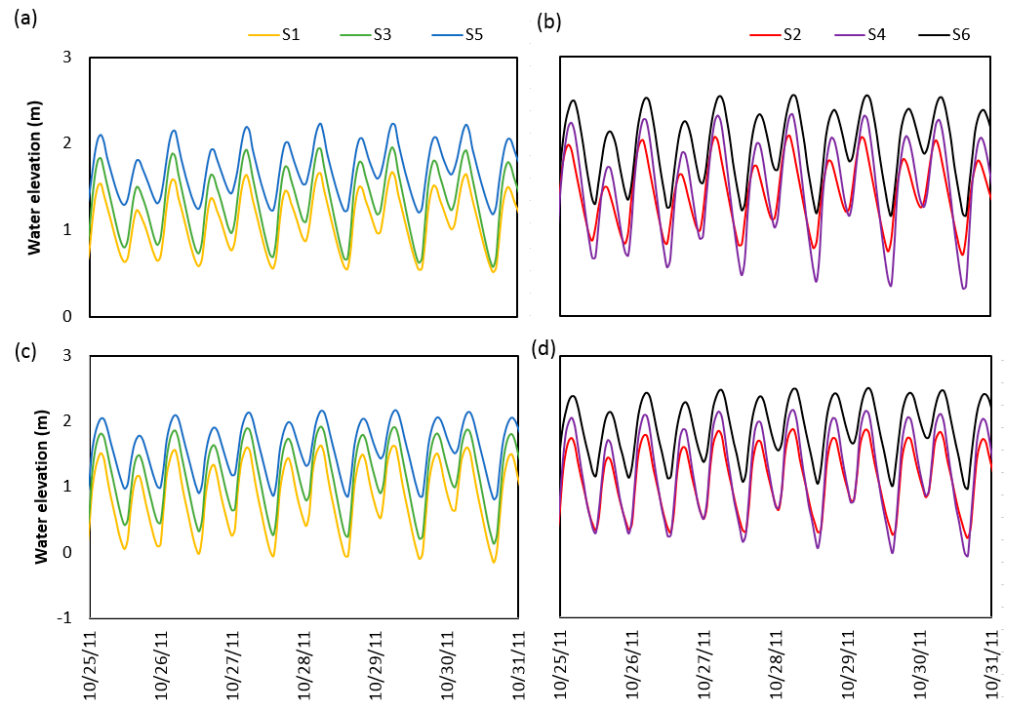 (a)
S1 S3 S5
(b)
S2 S4 S6
Water elevation (m)
3
2
1
0
(c)
(d)
Water elevation (m)
3
2
1
0
-1
10/25/11
10/26/11
10/27/11
10/28/11
10/29/11
10/30/11
10/31/11
10/25/11
10/26/11
10/27/11
10/28/11
10/29/11
10/30/11
10/31/11